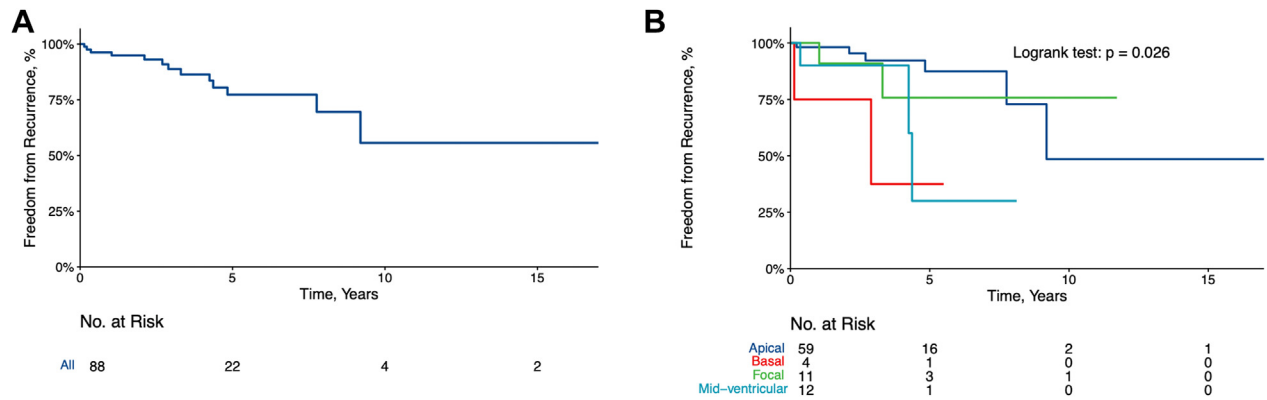 A
Freedom from Recurrence, %
100%
75%
50%
25%
0%
0 5 10 15
Time, Years
No. at Risk
All 88 22 4 2
B
Freedom from Recurrence, %
Logrank test: p = 0.026
100%
75%
50%
25%
0%
0 5 10 15
Time, Years
No. at Risk
Apical 59 16 2 1
Basal 4 1 0 0
Focal 11 3 1 0
Mid–ventricular 12 1 0 0